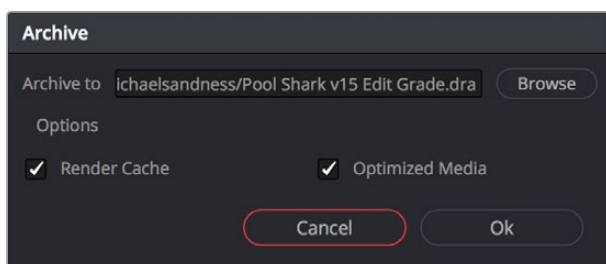 Archive
Archive to ichaelsandness/Pool Shark v15 Edit Grade.dra Browse
Options
Render Cache Optimized Media
Cancel Ok